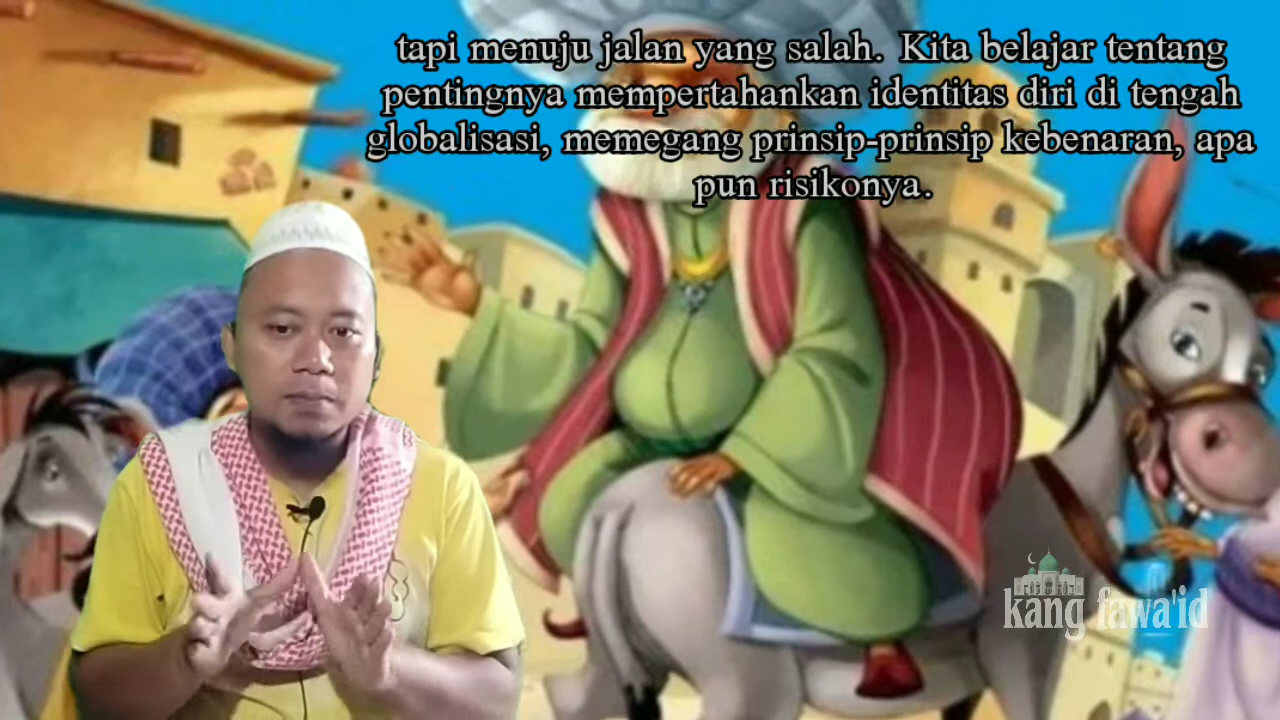 tapi menuju jalan yang salah. Kita belajar tentang
pentingnya mempertahankan identitas diri di tengah
globalisasi, memegang prinsip-prinsip kebenaran, apa
pun risikonya.
kang fawa'id